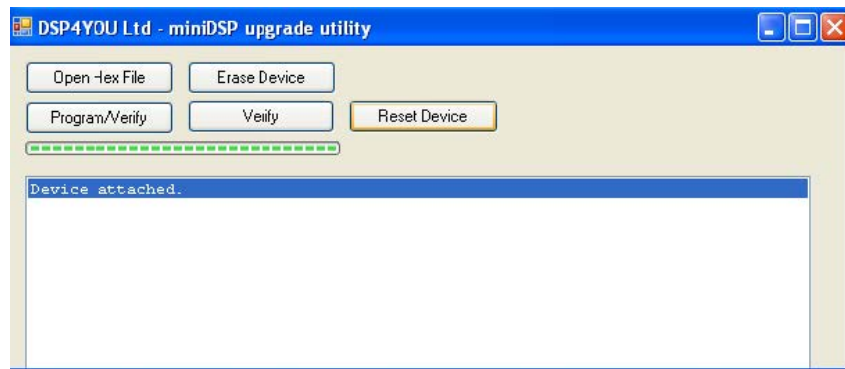 DSP4YOU Ltd - miniDSP upgrade utility
Open Hex File Erase Device
Program/Verify Verify Reset Device
Device attached.